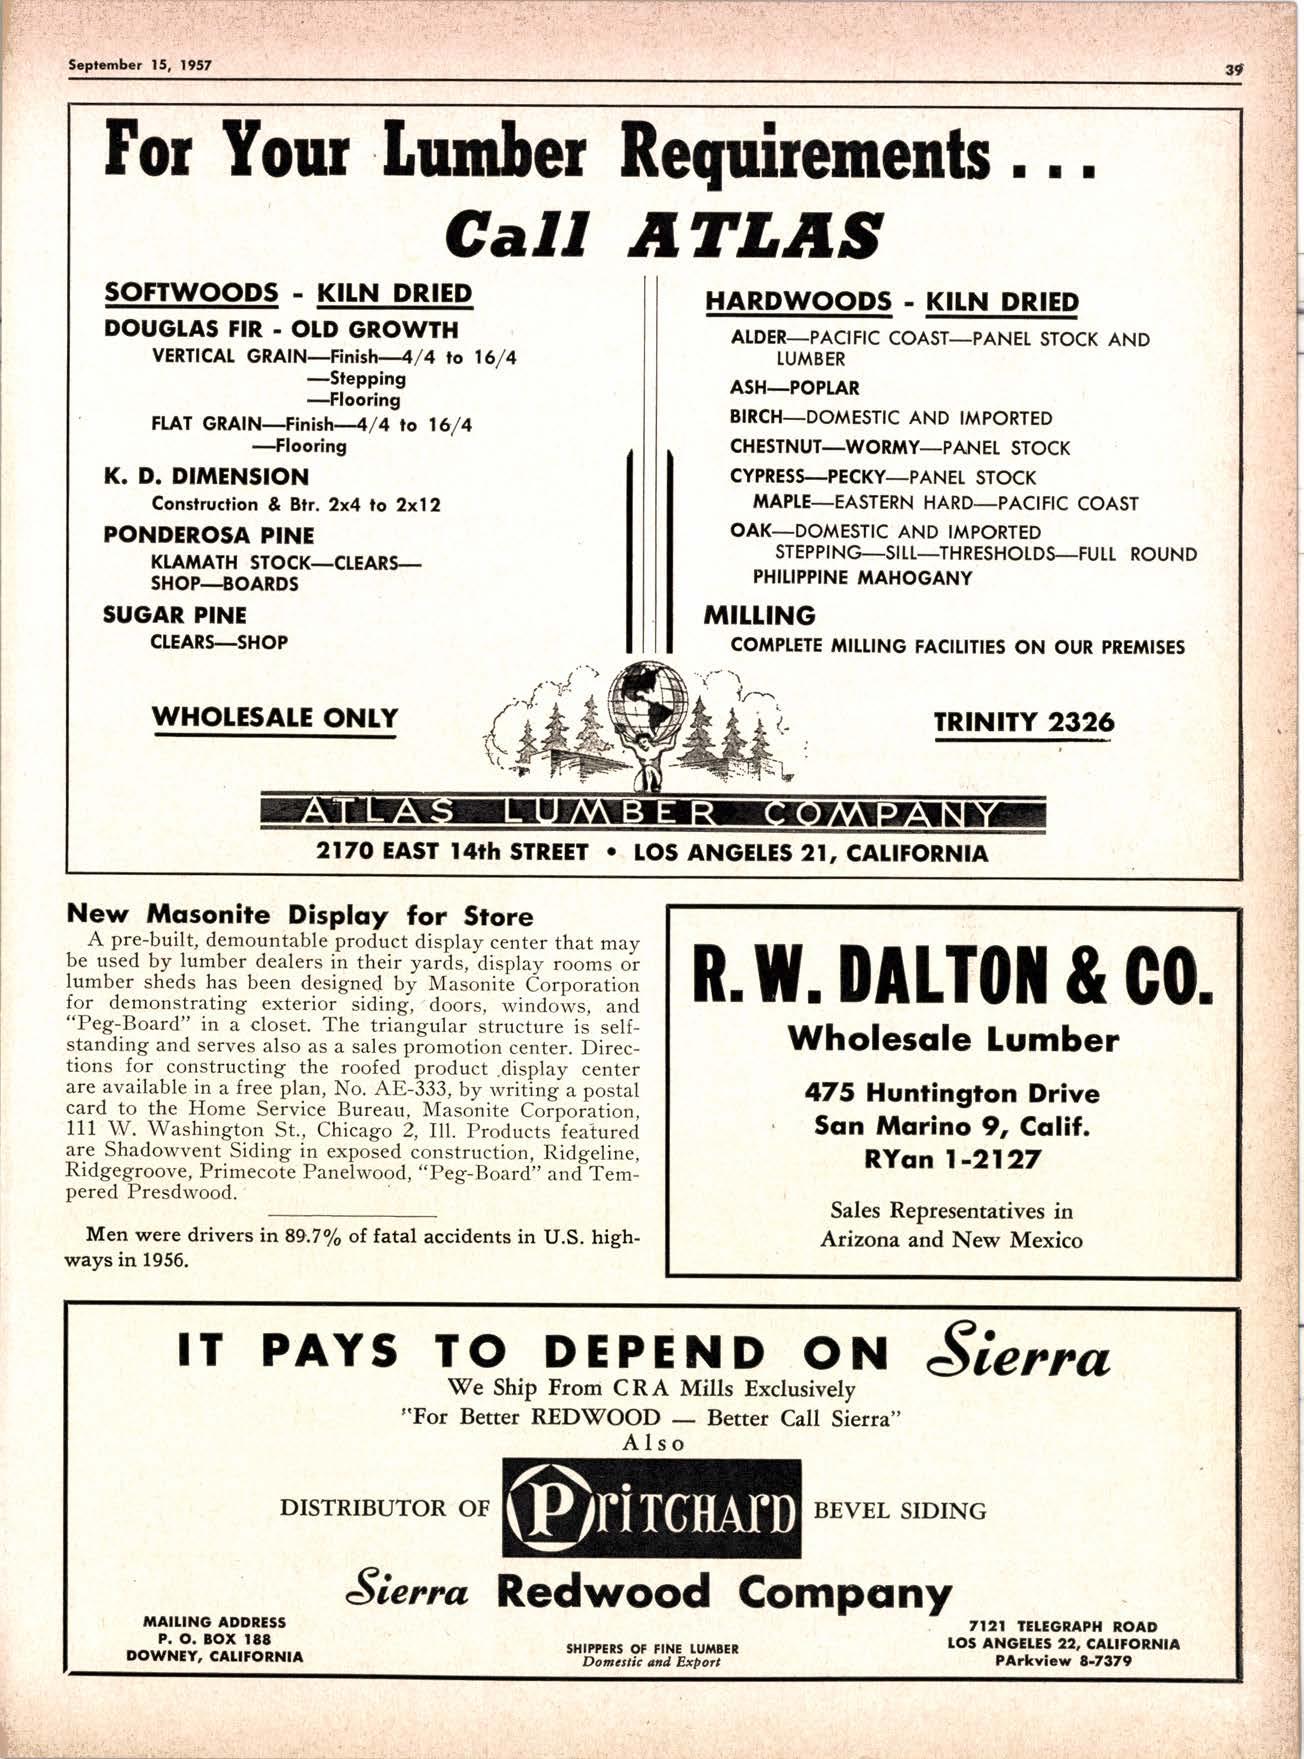 September 15, 1957
39
For Your Lumber Requirements . . .
Call ATLAS
SOFTWOODS - KILN DRIED
DOUGLAS FIR - OLD GROWTH
VERTICAL GRAIN—Finish—4/4 to 16/4
—Stepping
—Flooring
FLAT GRAIN—Finish—4/4 to 16/4
—Flooring
K. D. DIMENSION
Construction & Btr. 2x4 to 2x12
PONDEROSA PINE
KLAMATH STOCK—CLEARS—
SHOP—BOARDS
SUGAR PINE
CLEARS—SHOP
WHOLESALE ONLY
HARDWOODS - KILN DRIED
ALDER—PACIFIC COAST—PANEL STOCK AND
LUMBER
ASH—POPLAR
BIRCH—DOMESTIC AND IMPORTED
CHESTNUT—WORMY—PANEL STOCK
CYPRESS—PECKY—PANEL STOCK
MAPLE—EASTERN HARD—PACIFIC COAST
OAK—DOMESTIC AND IMPORTED
STEPPING—SILL—THRESHOLDS—FULL ROUND
PHILIPPINE MAHOGANY
MILLING
COMPLETE MILLING FACILITIES ON OUR PREMISES
TRINITY 2326
ATLAS LUMBER COMPANY
2170 EAST 14th STREET • LOS ANGELES 21, CALIFORNIA
New Masonite Display for Store
A pre-built, demountable product display center that may
be used by lumber dealers in their yards, display rooms or
lumber sheds has been designed by Masonite Corporation
for demonstrating exterior siding, doors, windows, and
"Peg-Board" in a closet. The triangular structure is self-
standing and serves also as a sales promotion center. Direc-
tions for constructing the roofed product display center
are available in a free plan, No. AE-333, by writing a postal
card to the Home Service Bureau, Masonite Corporation,
111 W. Washington St., Chicago 2, Ill. Products featured
are Shadowvent Siding in exposed construction, Ridgeline,
Ridgegroove, Primecote Panelwood, "Peg-Board" and Tem-
pered Presdwood.
Men were drivers in 89.7% of fatal accidents in U.S. high-
ways in 1956.
R. W. DALTON & CO.
Wholesale Lumber
475 Huntington Drive
San Marino 9, Calif.
RYan 1-2127
Sales Representatives in
Arizona and New Mexico
IT PAYS TO DEPEND ON Sierra
We Ship From CRA Mills Exclusively
"For Better REDWOOD — Better Call Sierra"
Also
DISTRIBUTOR OF PRITCHARD BEVEL SIDING
Sierra Redwood Company
MAILING ADDRESS
P. O. BOX 188
DOWNEY, CALIFORNIA
SHIPPERS OF FINE LUMBER
Domestic and Export
7121 TELEGRAPH ROAD
LOS ANGELES 22, CALIFORNIA
PArkview 8-7379